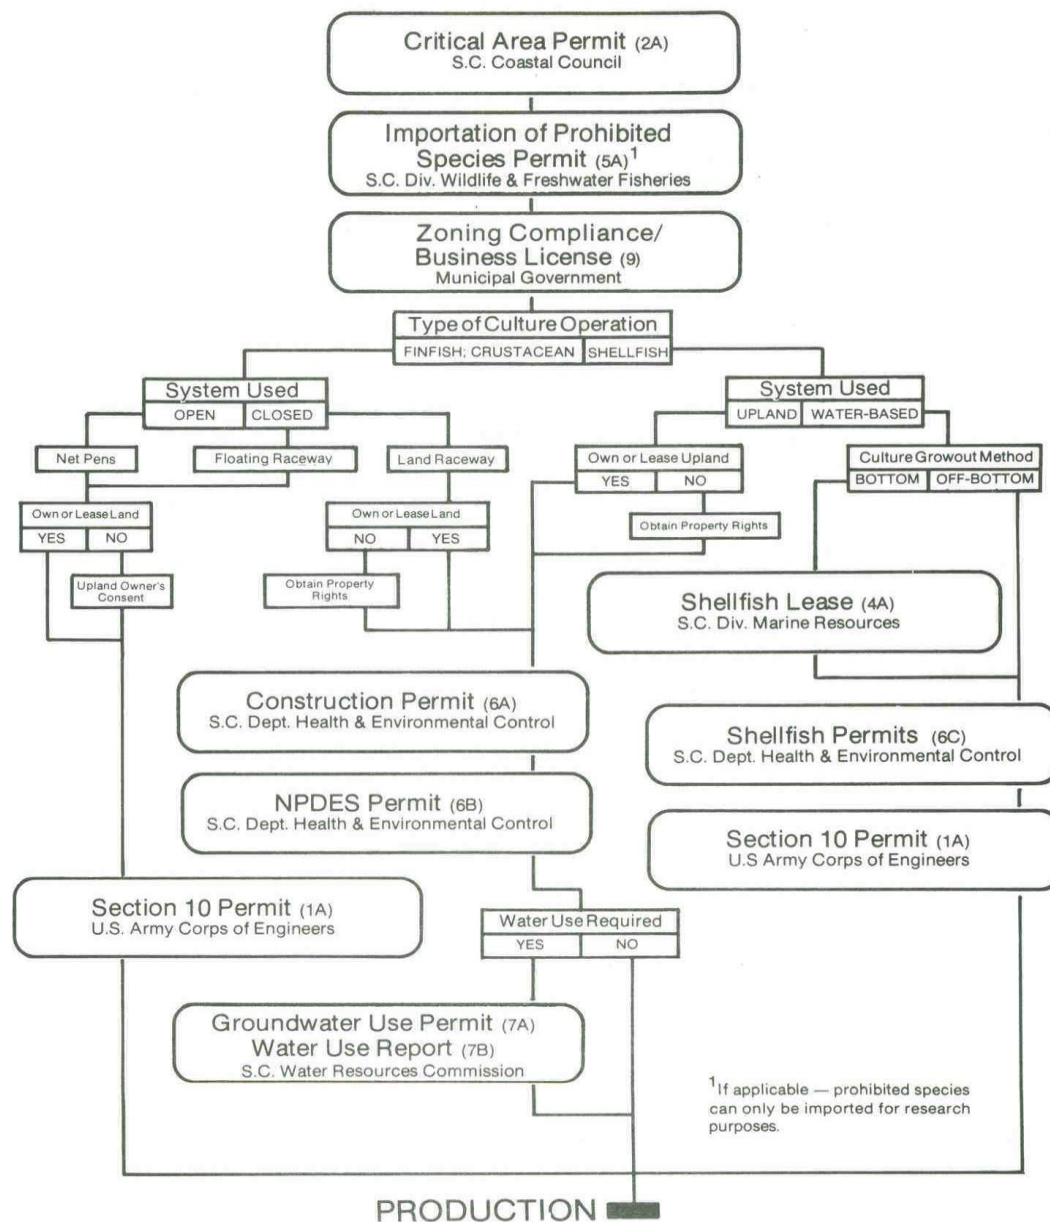 Critical Area Permit (2A)
S.C. Coastal Council
Importation of Prohibited
Species Permit (5A)1
S.C. Div. Wildlife & Freshwater Fisheries
Zoning Compliance/
Business License (9)
Municipal Government
Type of Culture Operation
FINFISH; CRUSTACEAN SHELLFISH
System Used
OPEN CLOSED
System Used
UPLAND WATER-BASED
Net Pens
Floating Raceway
Land Raceway
Own or Lease Upland
YES NO
Culture Growout Method
BOTTOM OFF-BOTTOM
Own or Lease Land
YES NO
Own or Lease Land
NO YES
Obtain Property Rights
Upland Owner's
Consent
Obtain Property
Rights
Shellfish Lease (4A)
S.C. Div. Marine Resources
Construction Permit (6A)
S.C. Dept. Health & Environmental Control
Shellfish Permits (6C)
S.C. Dept. Health & Environmental Control
NPDES Permit (6B)
S.C. Dept. Health & Environmental Control
Section 10 Permit (1A)
U.S Army Corps of Engineers
Section 10 Permit (1A)
U.S. Army Corps of Engineers
Water Use Required
YES NO
Groundwater Use Permit (7A)
Water Use Report (7B)
S.C. Water Resources Commission
1If applicable — prohibited species
can only be imported for research
purposes.
PRODUCTION